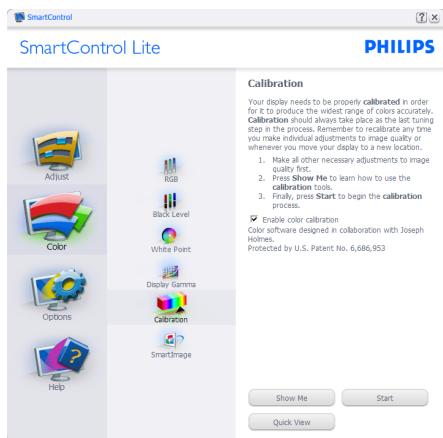 SmartControl
SmartControl Lite
PHILIPS
Adjust
Color
Options
Help
RGB
Black Level
White Point
Display Gamma
Calibration
SmartImage
Calibration
Your display needs to be properly calibrated in order
for it to produce the widest range of colors accurately.
Calibration should always take place as the last tuning
step in the process. Remember to recalibrate any time
you make individual adjustments to image quality or
whenever you move your display to a new location.
1. Make all other necessary adjustments to image
quality first.
2. Press Show Me to learn how to use the
calibration tools.
3. Finally, press Start to begin the calibration
process.
Enable color calibration
Color software designed in collaboration with Joseph
Holmes.
Protected by U.S. Patent No. 6,686,953
Show Me
Start
Quick View